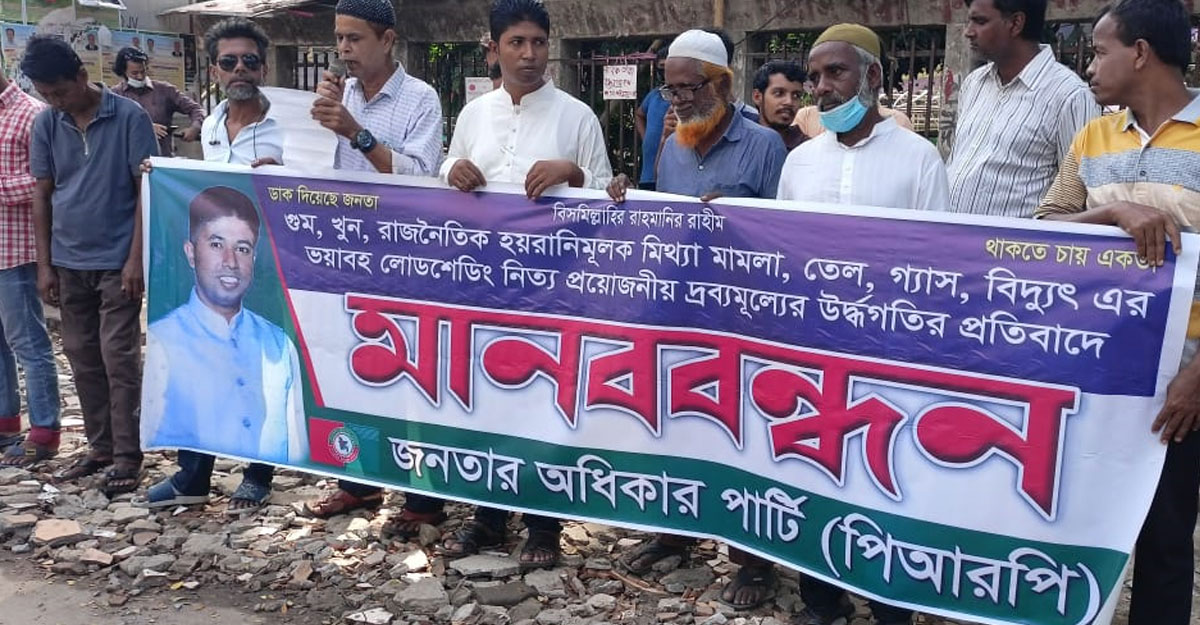 ডাক দিয়েছে জনতা
বিসমিল্লাহির রাহমানির রাহীম
থাকতে চায় একতা
গুম, খুন, রাজনৈতিক হয়রানিমূলক মিথ্যা মামলা, তেল, গ্যাস, বিদ্যুৎ এর
ভয়াবহ লোডশেডিং নিত্য প্রয়োজনীয় দ্রব্যমূল্যের উর্দ্ধগতির প্রতিবাদে
মানববন্ধন
জনতার অধিকার পার্টি (পিআরপি)